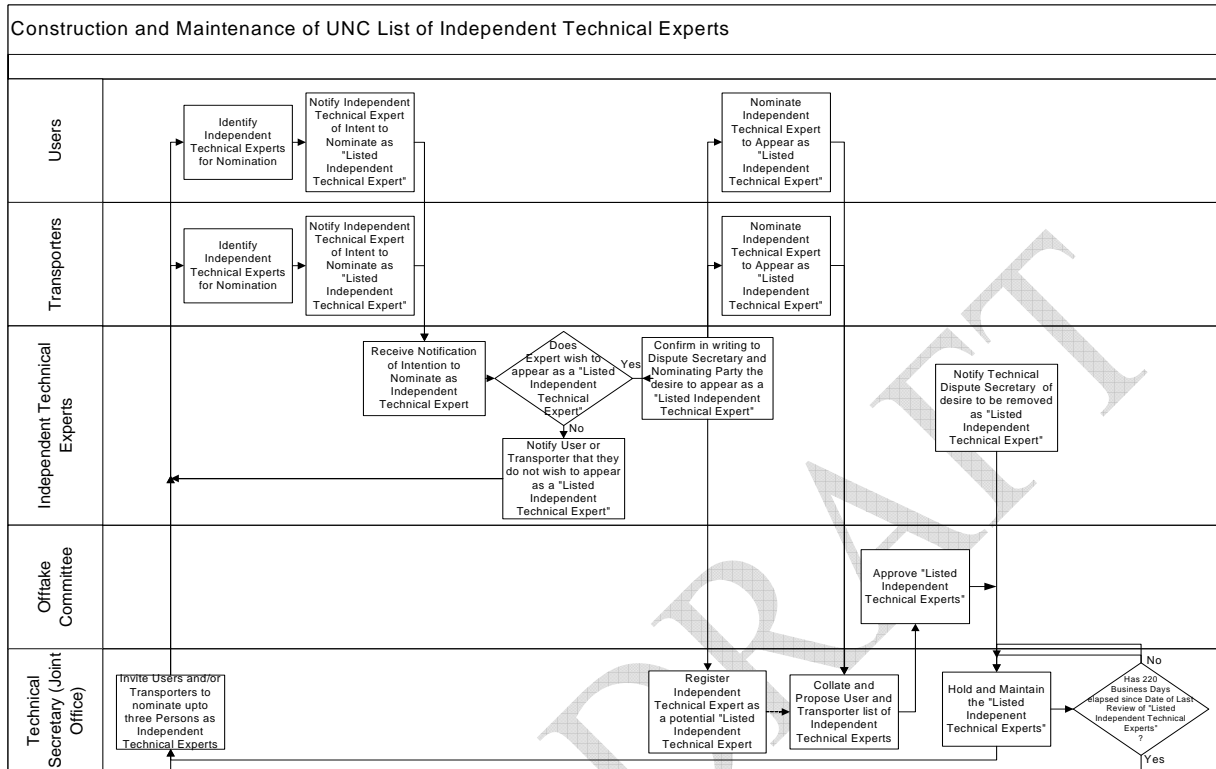 Construction and Maintenance of UNC List of Independent Technical Experts
Users
Identify
Independent
Technical Experts
for Nomination
Notify Independent
Technical Expert
of Intent to
Nominate as
"Listed
Independent
Technical Expert"
Nominate
Independent
Technical Expert
to Appear as
"Listed
Independent
Technical Expert"
Transporters
Identify
Independent
Technical Experts
for Nomination
Notify Independent
Technical Expert
of Intent to
Nominate as
"Listed
Independent
Technical Expert"
Nominate
Independent
Technical Expert
to Appear as
"Listed
Independent
Technical Expert"
Independent Technical
Experts
Receive Notification
of Intention to
Nominate as
Independent
Technical Expert
Does
Expert wish to
appear as a "Listed
Independent
Technical
Expert"
Yes
No
Confirm in writing to
Dispute Secretary and
Nominating Party the
desire to appear as a
"Listed Independent
Technical Expert"
Notify User or
Transporter that they
do not wish to appear
as a "Listed
Independent
Technical Expert"
Notify Technical
Dispute Secretary of
desire to be removed
as "Listed
Independent
Technical Expert"
Offtake
Committee
Approve "Listed
Independent
Technical Experts"
Technical
Secretary (Joint
Office)
Invite Users and/or
Transporters to
nominate upto
three Persons as
Independent
Technical Experts
Register
Independent
Technical Expert as
a potential "Listed
Independent
Technical Expert
Collate and
Propose User and
Transporter list of
Independent
Technical Experts
Hold and Maintain
the "Listed
Indepenent
Technical Experts"
No
Has 220
Business Days
elapsed since Date of Last
Review of "Listed
Independent Technical
Experts"
?
Yes
DRAFT